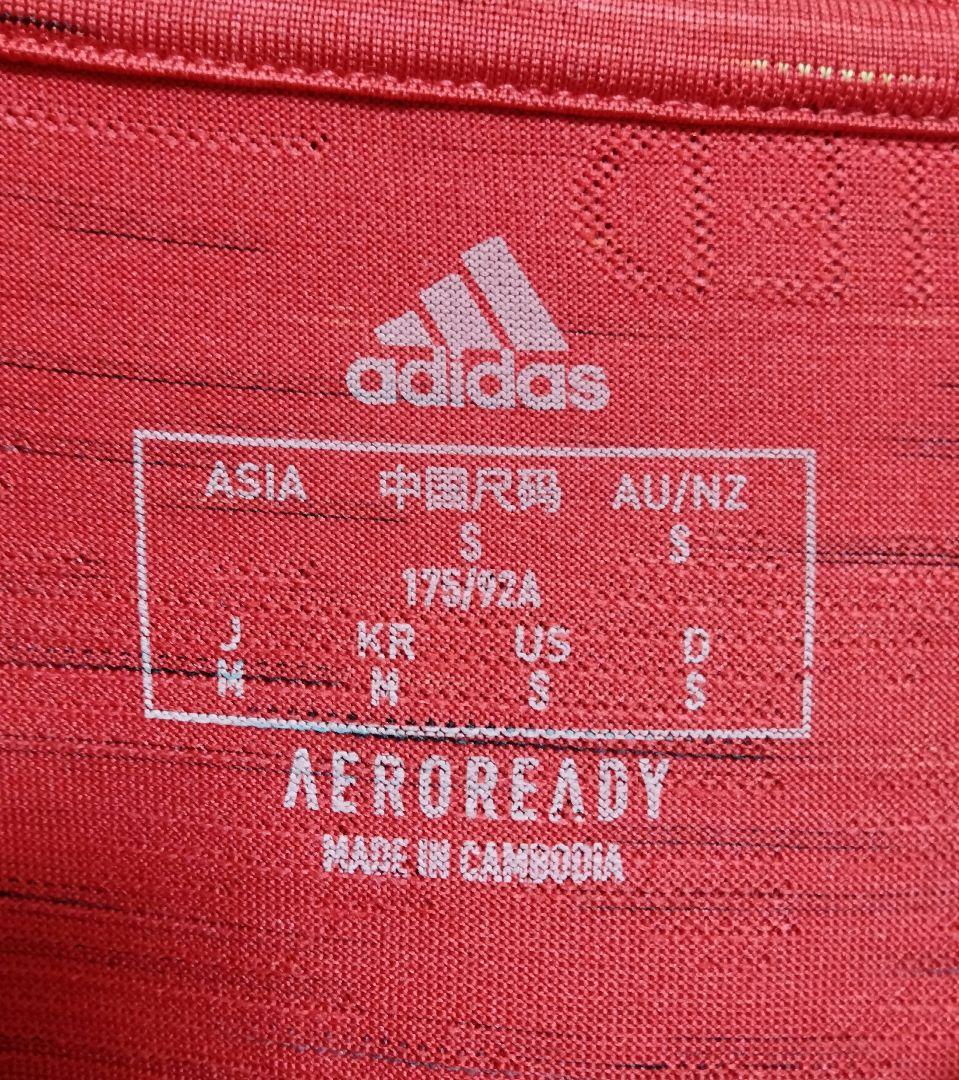 adidas
ASIA 中国尺码 AU/NZ
S S
175/92A
J KR US D
M M S S
AEROREADY
MADE IN CAMBODIA